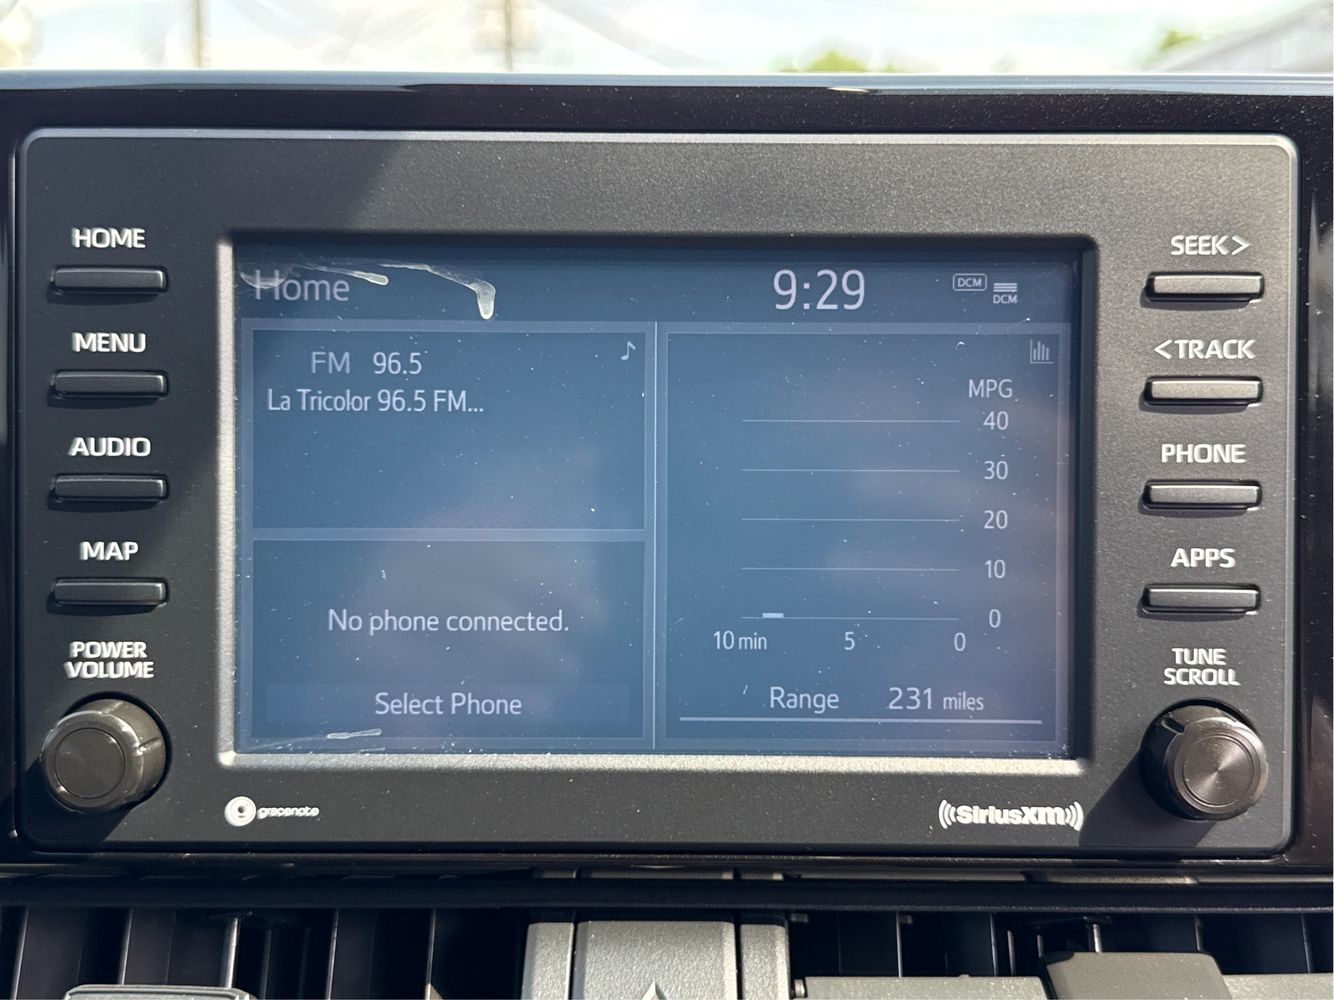 HOME
MENU
AUDIO
MAP
POWER
VOLUME
Home
9:29
DCM
DCM
FM 96.5
La Tricolor 96.5 FM...
No phone connected.
Select Phone
MPG
40
30
20
10
0
10 min 5 0
Range 231 miles
SEEK>
<TRACK
PHONE
APPS
TUNE
SCROLL
gracenote
SiriusXM